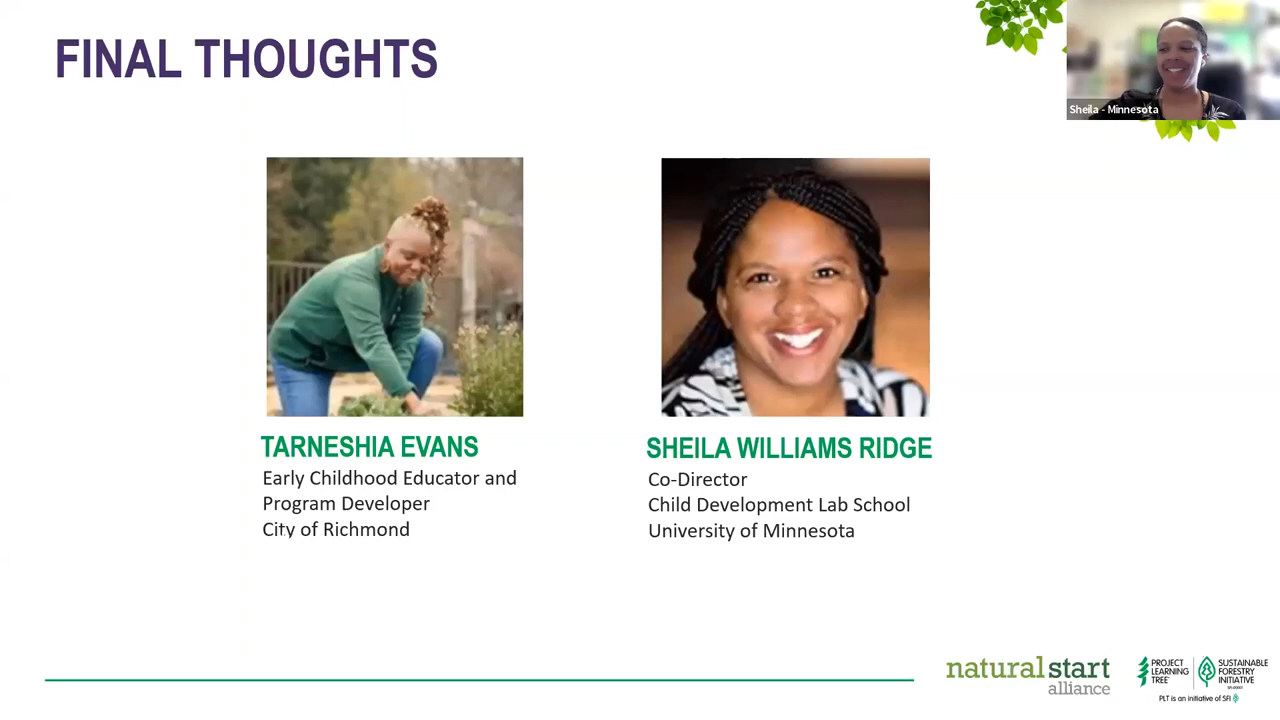 FINAL THOUGHTS
Sheila - Minnesota
TARNESHIA EVANS
Early Childhood Educator and
Program Developer
City of Richmond
SHEILA WILLIAMS RIDGE
Co-Director
Child Development Lab School
University of Minnesota
natural start
alliance
PROJECT
LEARNING
TREE
SUSTAINABLE
FORESTRY
INITIATIVE
PLT is an initiative of SFI